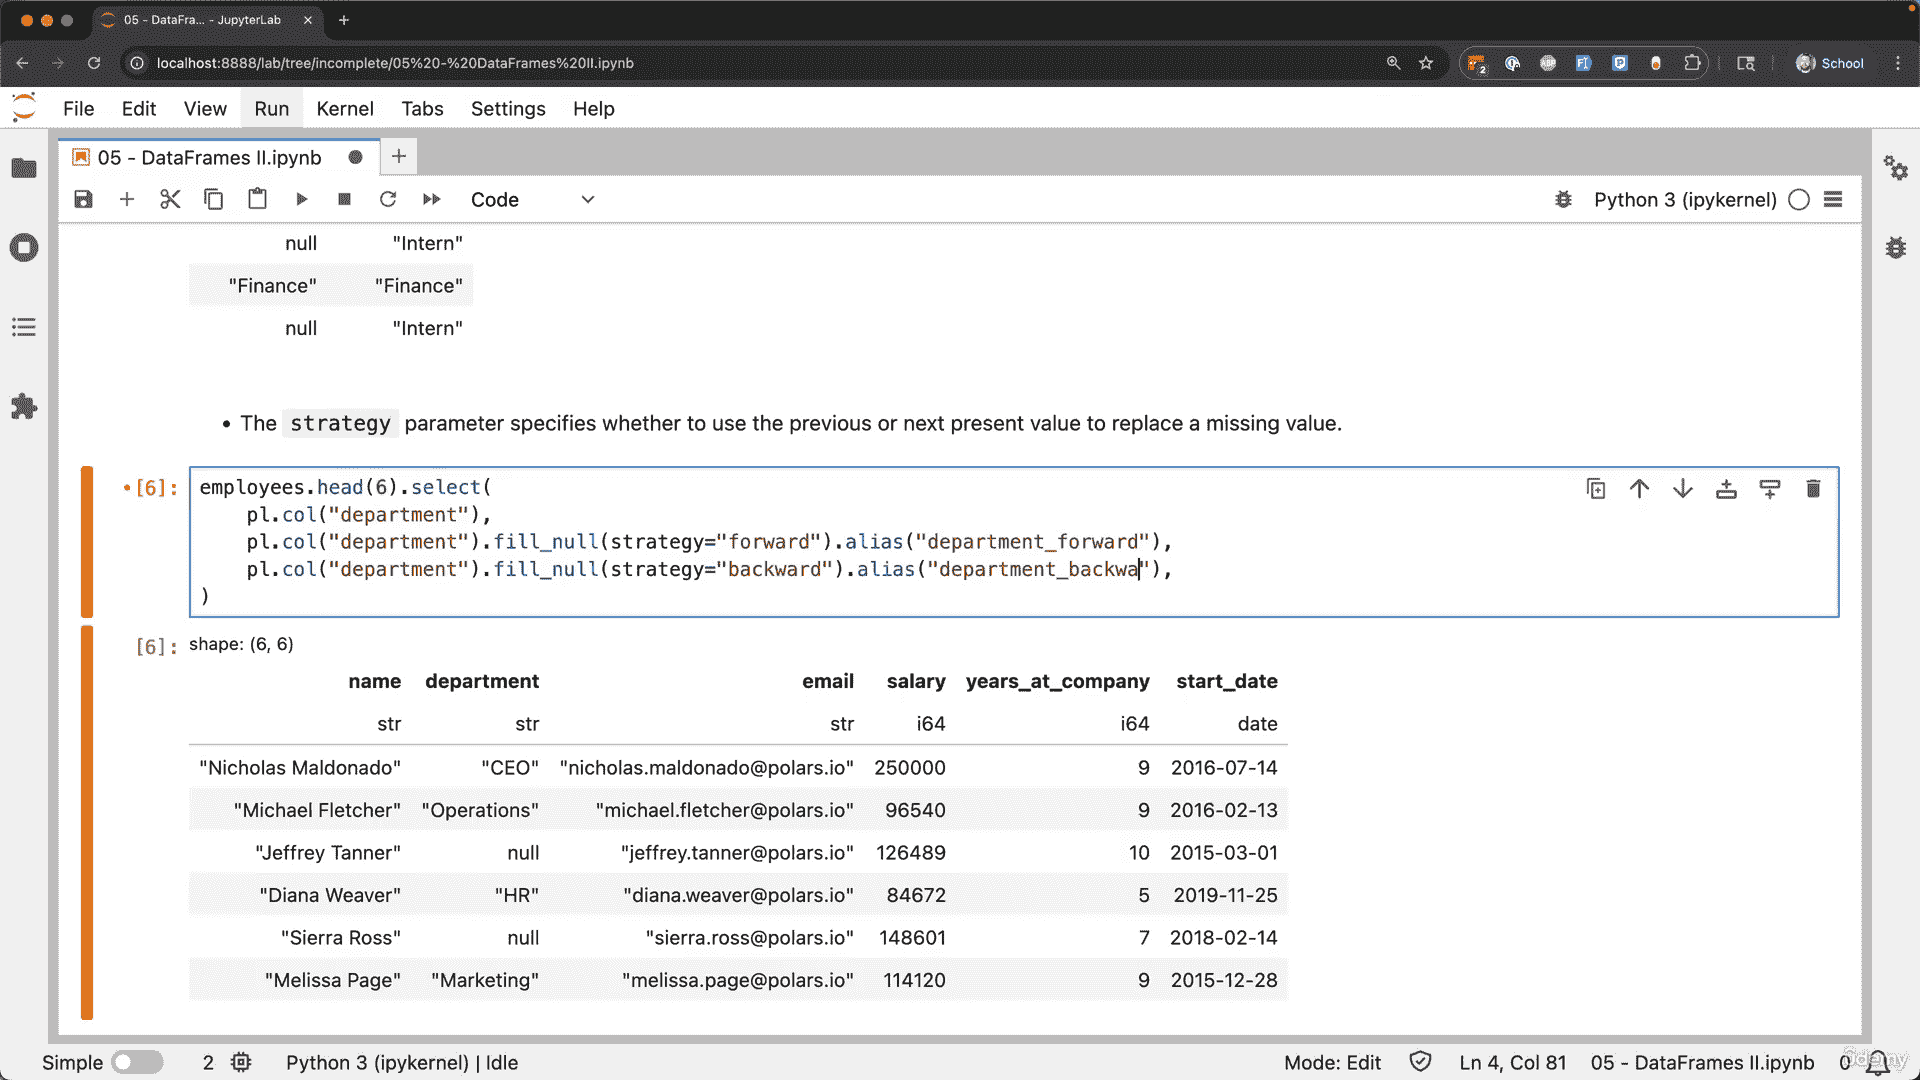 05 - DataFra... - JupyterLab
localhost:8888/lab/tree/incomplete/05%20-%20DataFrames%20II.ipynb
School
File Edit View Run Kernel Tabs Settings Help
05 - DataFrames II.ipynb
Code
Python 3 (ipykernel)
null "Intern"
"Finance" "Finance"
null "Intern"
• The strategy parameter specifies whether to use the previous or next present value to replace a missing value.
[6]: employees.head(6).select(
pl.col("department"),
pl.col("department").fill_null(strategy="forward").alias("department_forward"),
pl.col("department").fill_null(strategy="backward").alias("department_backwa"),
)
[6]: shape: (6, 6)
name department email salary years_at_company start_date
str str str i64 i64 date
"Nicholas Maldonado" "CEO" "nicholas.maldonado@polars.io" 250000 9 2016-07-14
"Michael Fletcher" "Operations" "michael.fletcher@polars.io" 96540 9 2016-02-13
"Jeffrey Tanner" null "jeffrey.tanner@polars.io" 126489 10 2015-03-01
"Diana Weaver" "HR" "diana.weaver@polars.io" 84672 5 2019-11-25
"Sierra Ross" null "sierra.ross@polars.io" 148601 7 2018-02-14
"Melissa Page" "Marketing" "melissa.page@polars.io" 114120 9 2015-12-28
Simple 2 Python 3 (ipykernel) | Idle Mode: Edit Ln 4, Col 81 05 - DataFrames II.ipynb 0
udemy